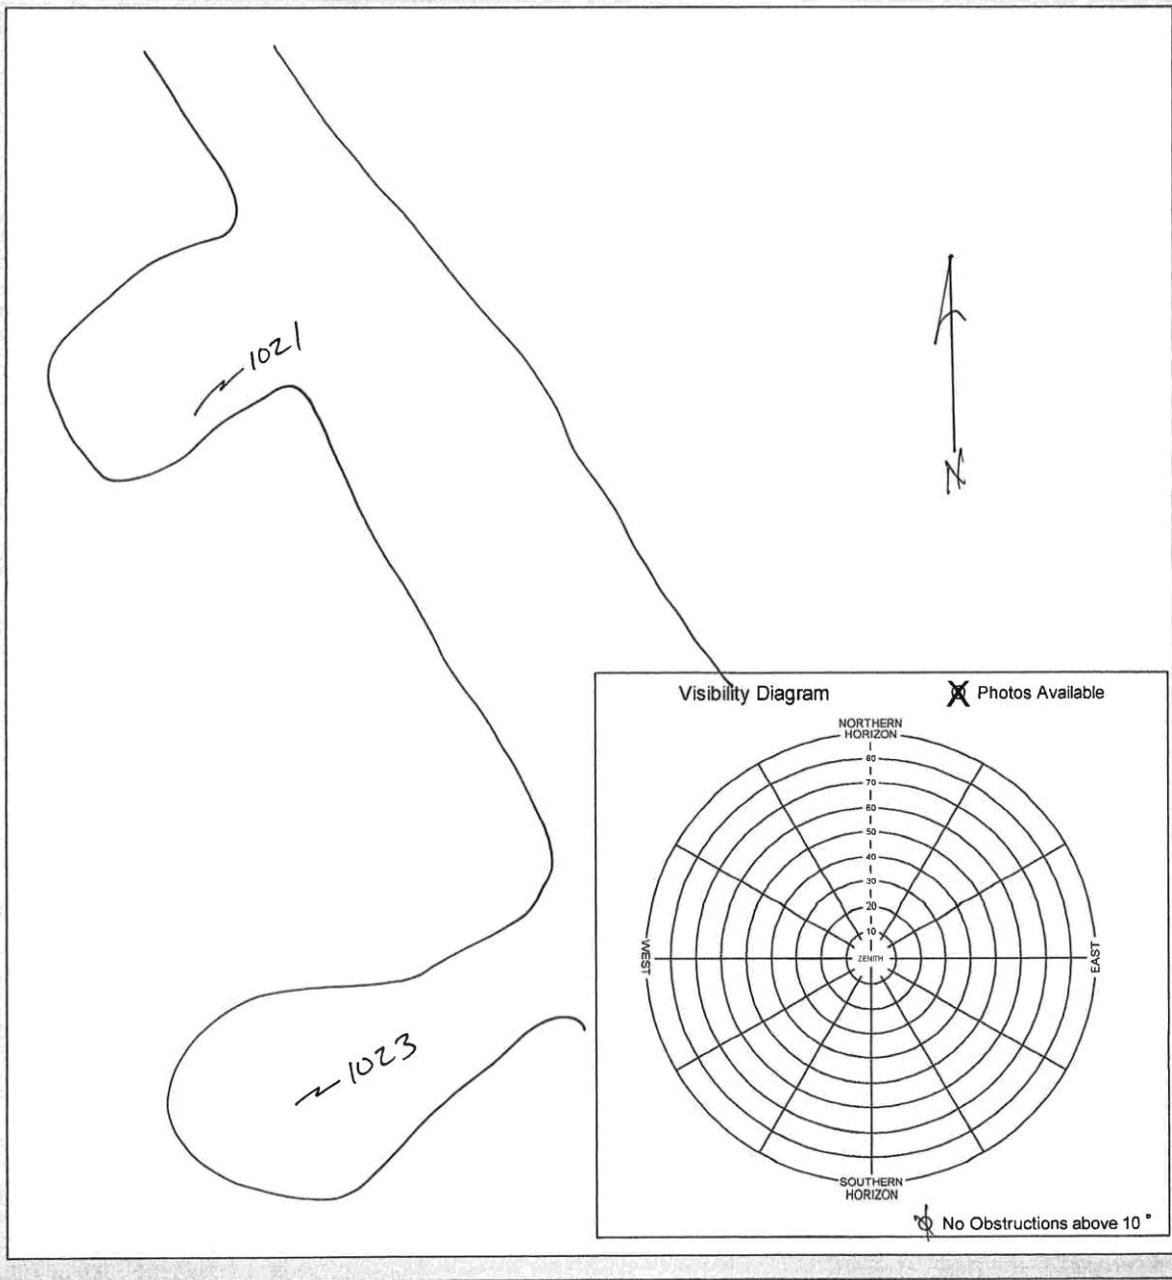 1021
N
1023
Visibility Diagram
Photos Available
NORTHERN
HORIZON
80
70
60
50
40
30
20
10
WEST
ZENITH
EAST
SOUTHERN
HORIZON
No Obstructions above 10 °